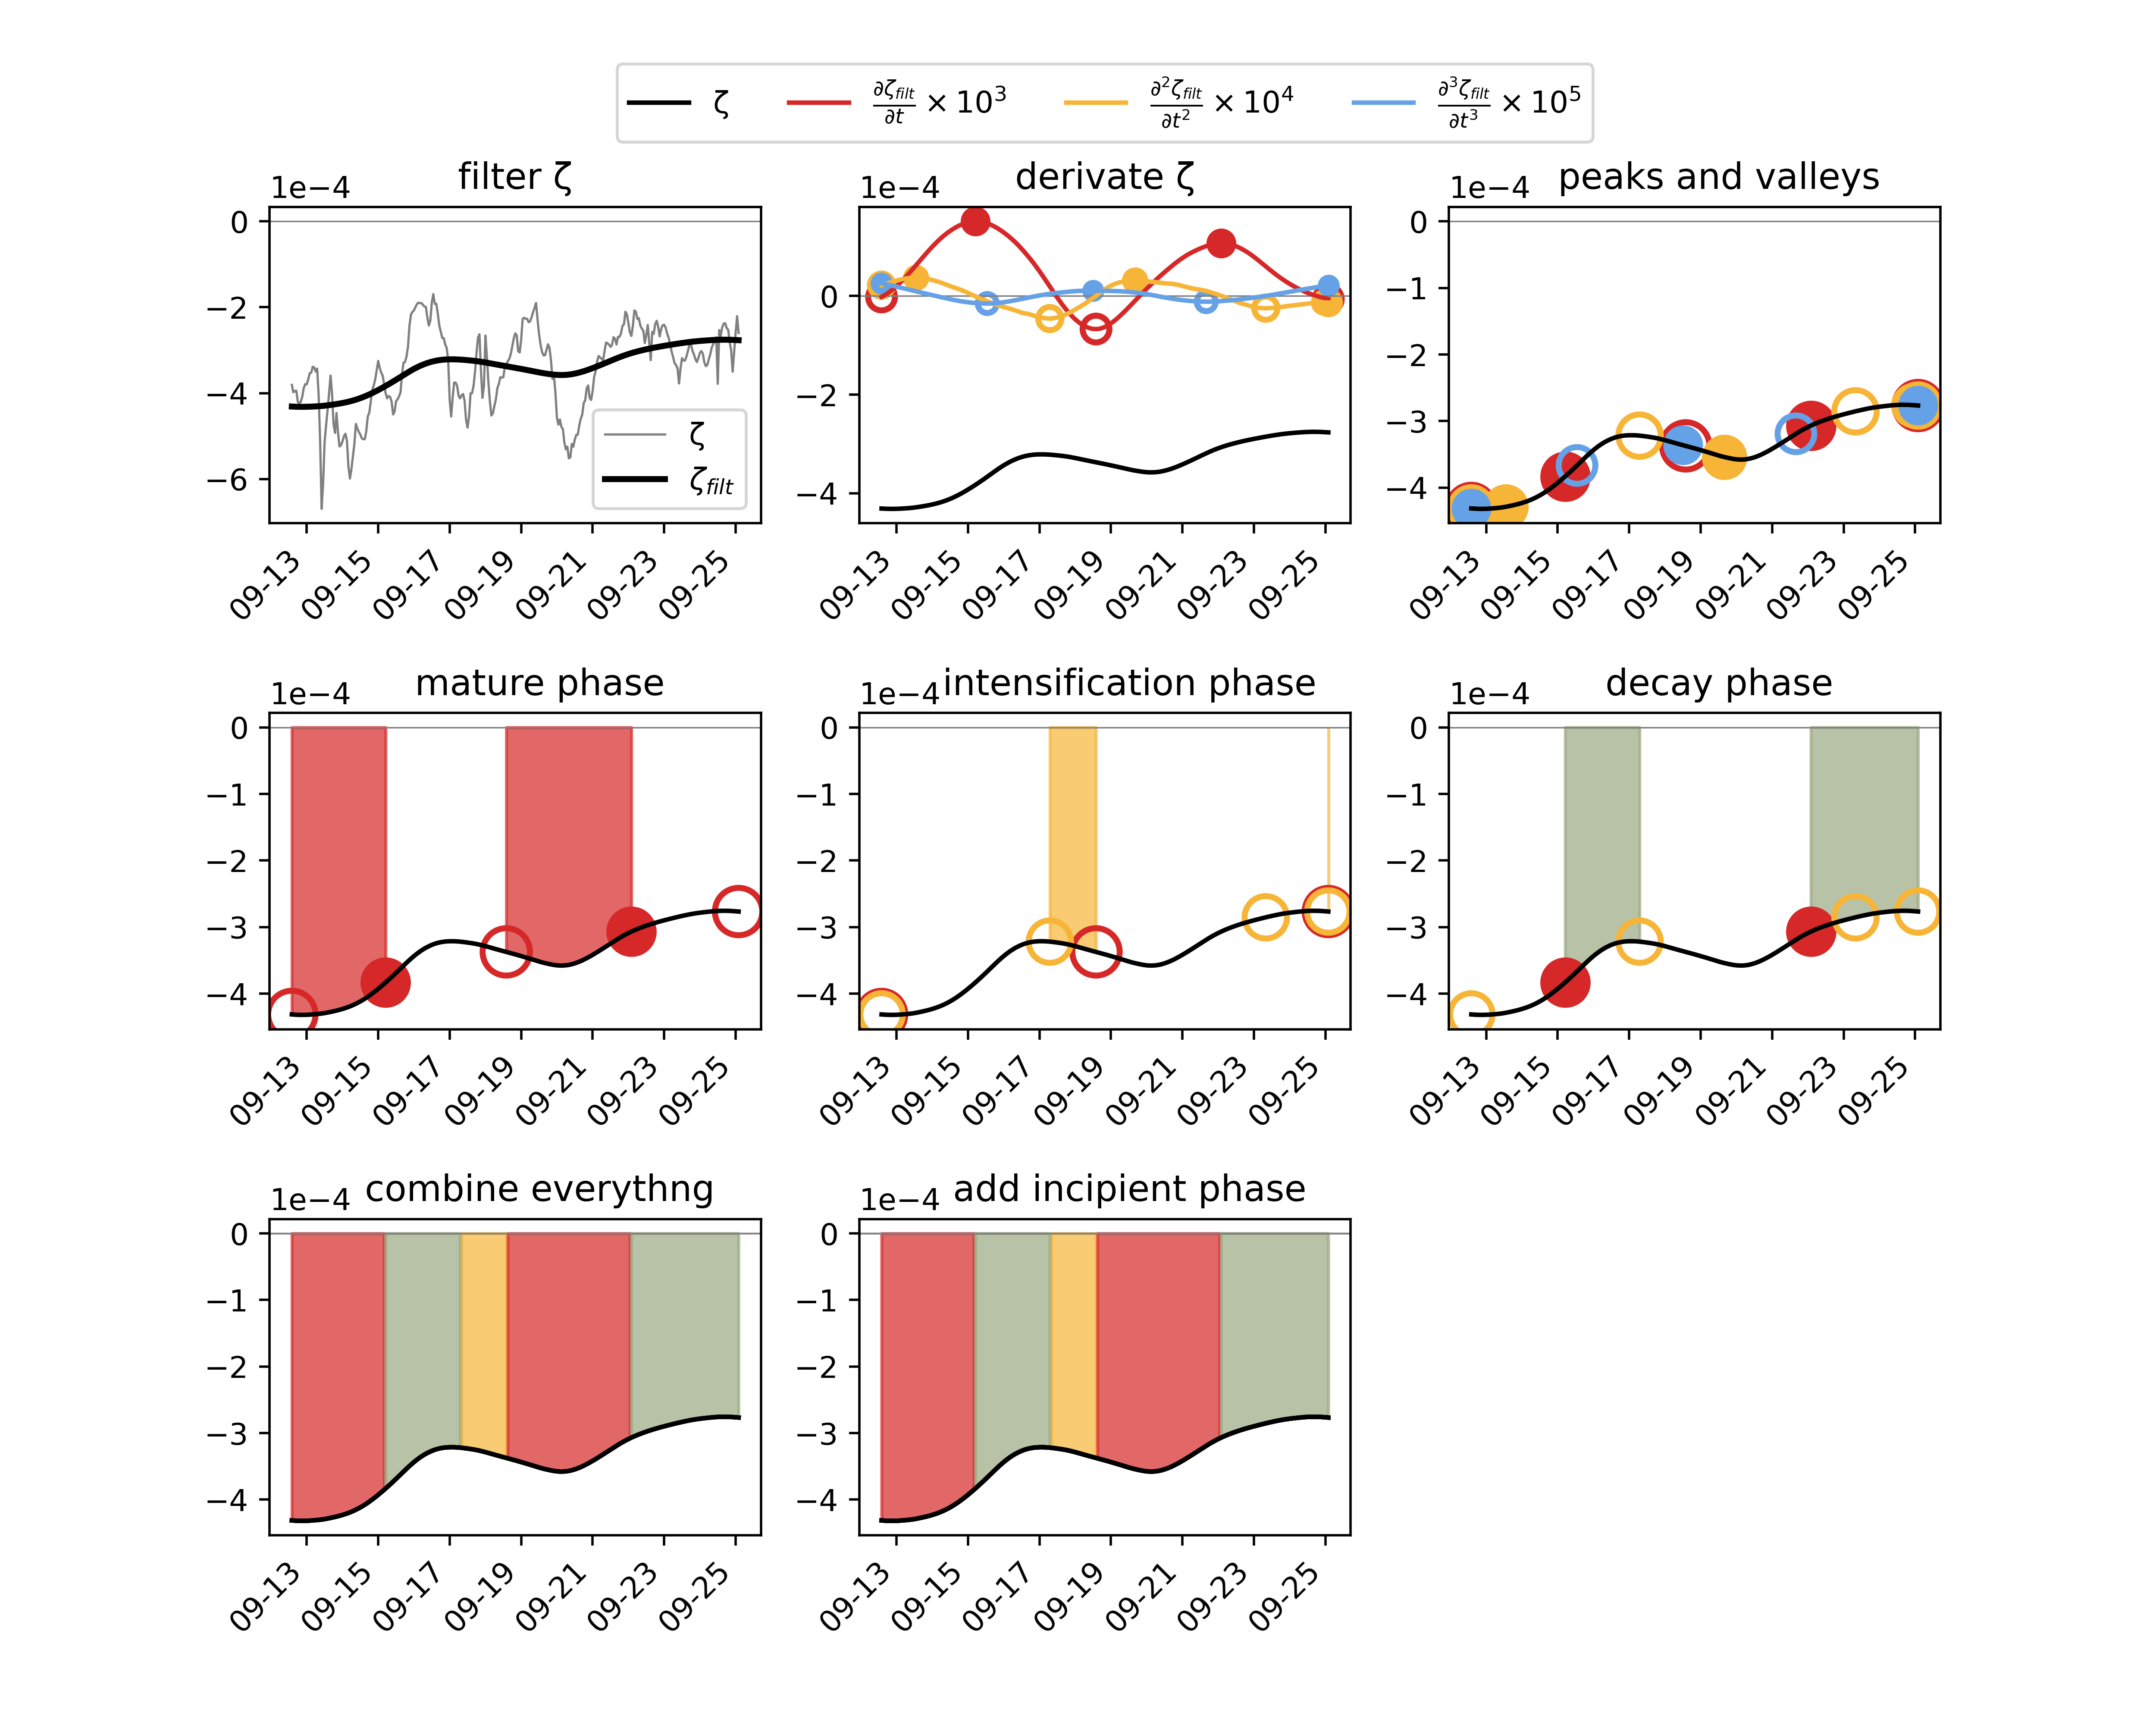 ζ ∂ζ_filt/∂t × 10³ ∂²ζ_filt/∂t² × 10⁴ ∂³ζ_filt/∂t³ × 10⁵
filter ζ
1e−4
0
−2
−4
−6
ζ
ζ_filt
09-13 09-15 09-17 09-19 09-21 09-23 09-25
derivate ζ
1e−4
0
−2
−4
09-13 09-15 09-17 09-19 09-21 09-23 09-25
peaks and valleys
1e−4
0
−1
−2
−3
−4
09-13 09-15 09-17 09-19 09-21 09-23 09-25
mature phase
1e−4
0
−1
−2
−3
−4
09-13 09-15 09-17 09-19 09-21 09-23 09-25
intensification phase
1e−4
0
−1
−2
−3
−4
09-13 09-15 09-17 09-19 09-21 09-23 09-25
decay phase
1e−4
0
−1
−2
−3
−4
09-13 09-15 09-17 09-19 09-21 09-23 09-25
combine everythng
1e−4
0
−1
−2
−3
−4
09-13 09-15 09-17 09-19 09-21 09-23 09-25
add incipient phase
1e−4
0
−1
−2
−3
−4
09-13 09-15 09-17 09-19 09-21 09-23 09-25